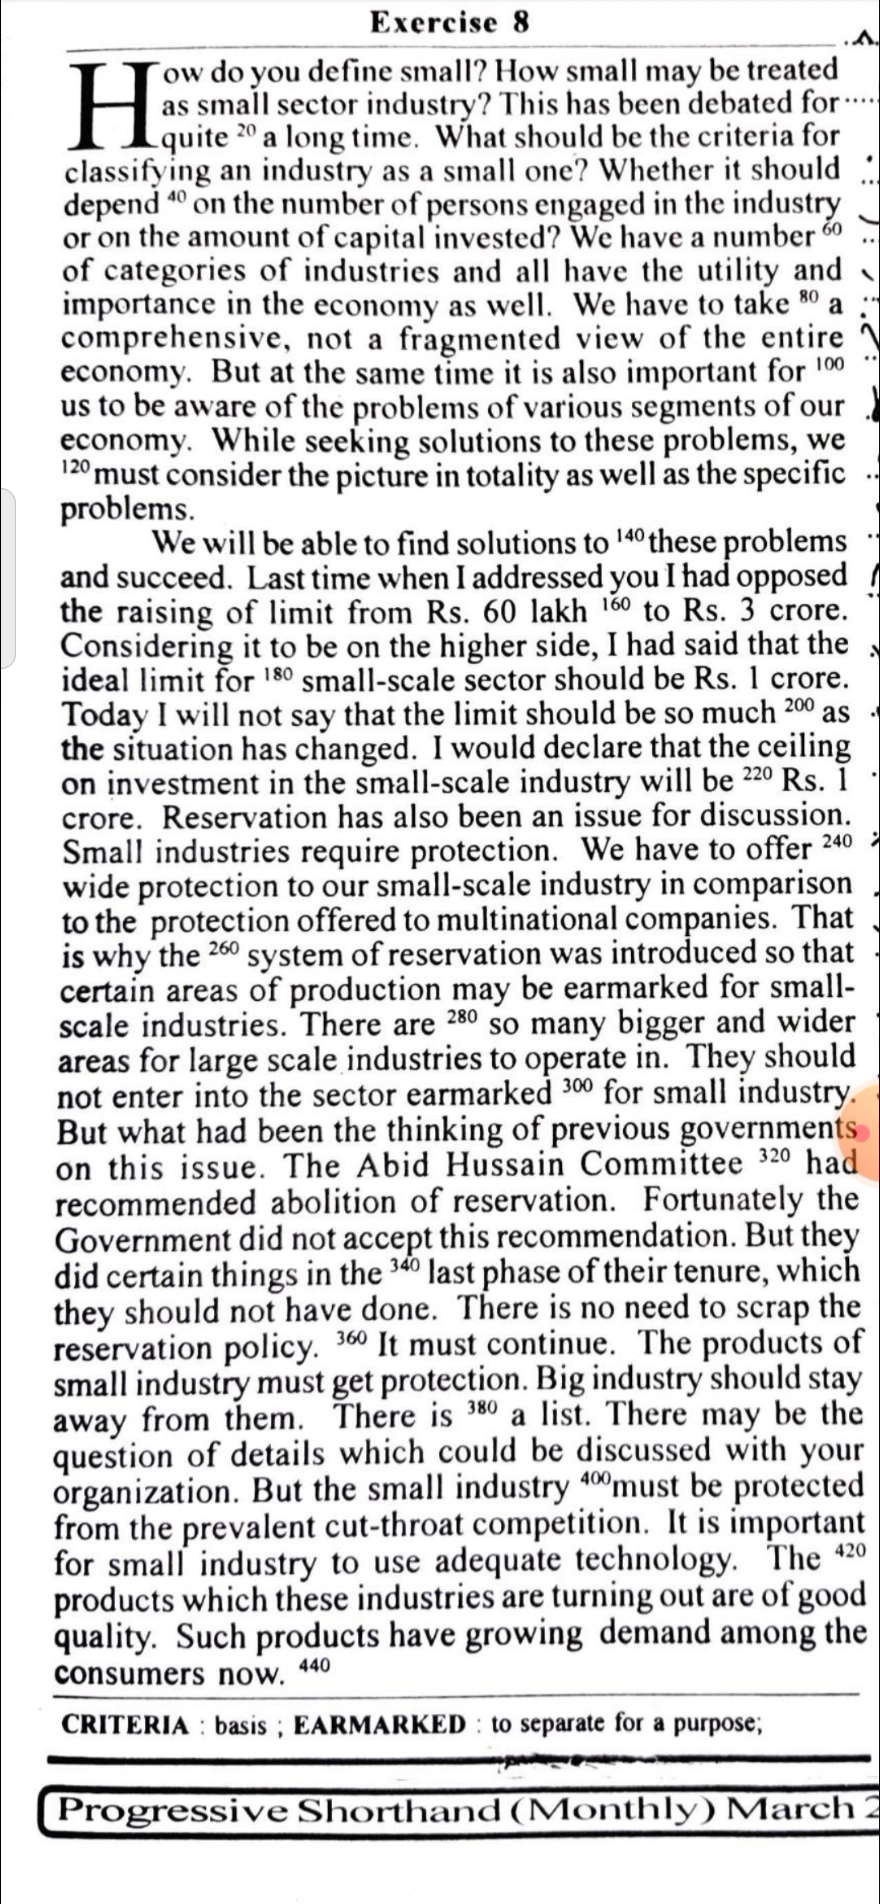 Exercise 8
How do you define small? How small may be treated
as small sector industry? This has been debated for
quite 20 a long time. What should be the criteria for
classifying an industry as a small one? Whether it should
depend 40 on the number of persons engaged in the industry
or on the amount of capital invested? We have a number 60
of categories of industries and all have the utility and
importance in the economy as well. We have to take 80 a
comprehensive, not a fragmented view of the entire
economy. But at the same time it is also important for 100
us to be aware of the problems of various segments of our
economy. While seeking solutions to these problems, we
120 must consider the picture in totality as well as the specific
problems.
We will be able to find solutions to 140 these problems
and succeed. Last time when I addressed you I had opposed
the raising of limit from Rs. 60 lakh 160 to Rs. 3 crore.
Considering it to be on the higher side, I had said that the
ideal limit for 180 small-scale sector should be Rs. 1 crore.
Today I will not say that the limit should be so much 200 as
the situation has changed. I would declare that the ceiling
on investment in the small-scale industry will be 220 Rs. 1
crore. Reservation has also been an issue for discussion.
Small industries require protection. We have to offer 240
wide protection to our small-scale industry in comparison
to the protection offered to multinational companies. That
is why the 260 system of reservation was introduced so that
certain areas of production may be earmarked for small-
scale industries. There are 280 so many bigger and wider
areas for large scale industries to operate in. They should
not enter into the sector earmarked 300 for small industry.
But what had been the thinking of previous governments
on this issue. The Abid Hussain Committee 320 had
recommended abolition of reservation. Fortunately the
Government did not accept this recommendation. But they
did certain things in the 340 last phase of their tenure, which
they should not have done. There is no need to scrap the
reservation policy. 360 It must continue. The products of
small industry must get protection. Big industry should stay
away from them. There is 380 a list. There may be the
question of details which could be discussed with your
organization. But the small industry 400 must be protected
from the prevalent cut-throat competition. It is important
for small industry to use adequate technology. The 420
products which these industries are turning out are of good
quality. Such products have growing demand among the
consumers now. 440
CRITERIA : basis ; EARMARKED : to separate for a purpose;
Progressive Shorthand (Monthly) March